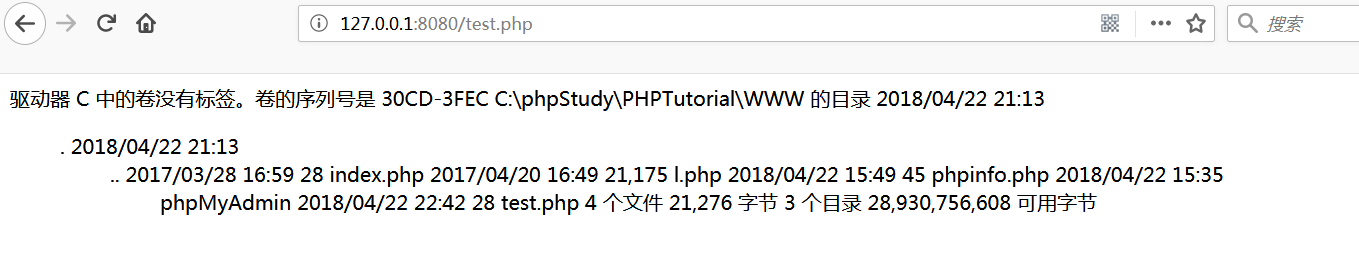 127.0.0.1:8080/test.php
搜索
驱动器 C 中的卷没有标签。卷的序列号是 30CD-3FEC C:\phpStudy\PHPTutorial\WWW 的目录 2018/04/22 21:13
. 2018/04/22 21:13
.. 2017/03/28 16:59 28 index.php 2017/04/20 16:49 21,175 l.php 2018/04/22 15:49 45 phpinfo.php 2018/04/22 15:35
phpMyAdmin 2018/04/22 22:42 28 test.php 4 个文件 21,276 字节 3 个目录 28,930,756,608 可用字节